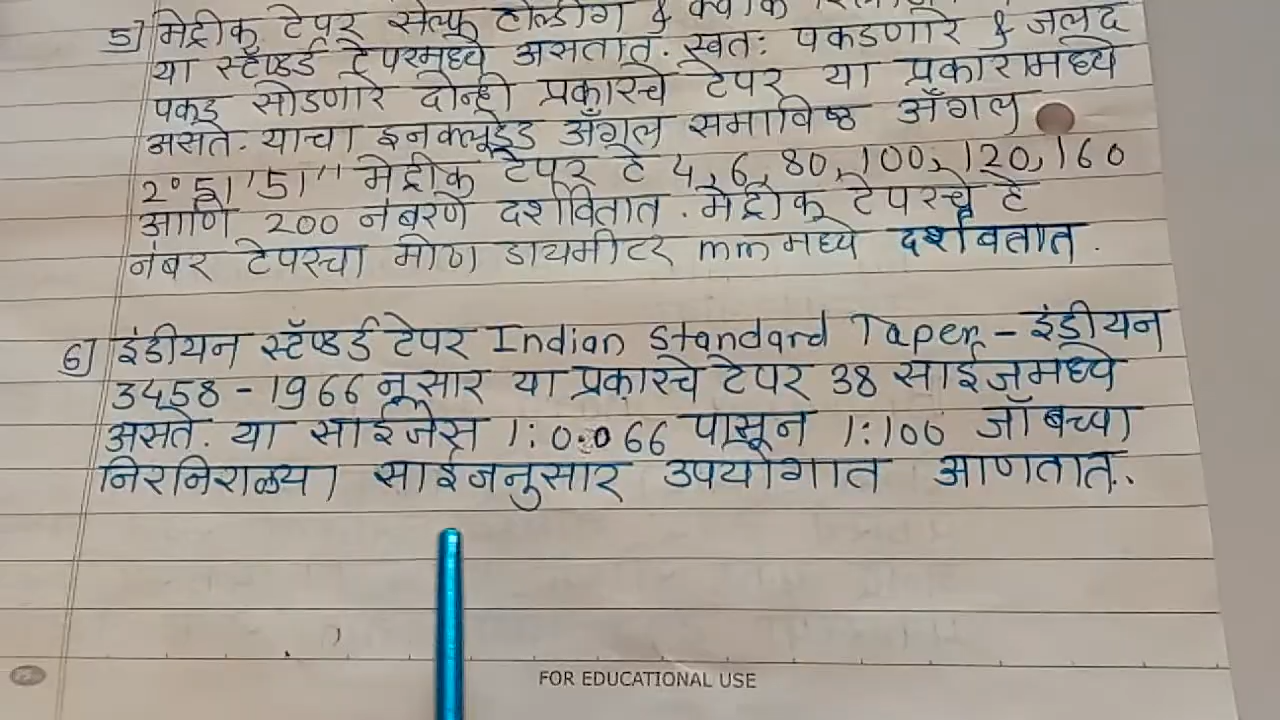 5] मेट्रीक टेपर सेल्फ होल्डींग & क्वीक
या स्टॅण्डर्ड टेपरमध्ये असतात. स्वतः पकडणारे & जलद
पकड सोडणारे दोन्ही प्रकारचे टेपर या प्रकारामध्ये
असते. याचा इनक्लूडेड अँगल समाविष्ठ अँगल
2° 51' 51'' मेट्रीक टेपर हे 4, 6, 80, 100, 120, 160
आणि 200 नंबरणे दर्शवितात. मेट्रीक टेपरचे हे
नंबर टेपरचा मोठा डायमीटर mm मध्ये दर्शवितात.
6] इंडीयन स्टॅण्डर्ड टेपर Indian Standard Taper - इंडीयन
3458 - 1966 नुसार या प्रकारचे टेपर 38 साईजमध्ये
असते. या साईजेस 1:0.066 पासून 1:100 जॉबच्या
निरनिराळ्या साईजनुसार उपयोगात आणतात.
FOR EDUCATIONAL USE